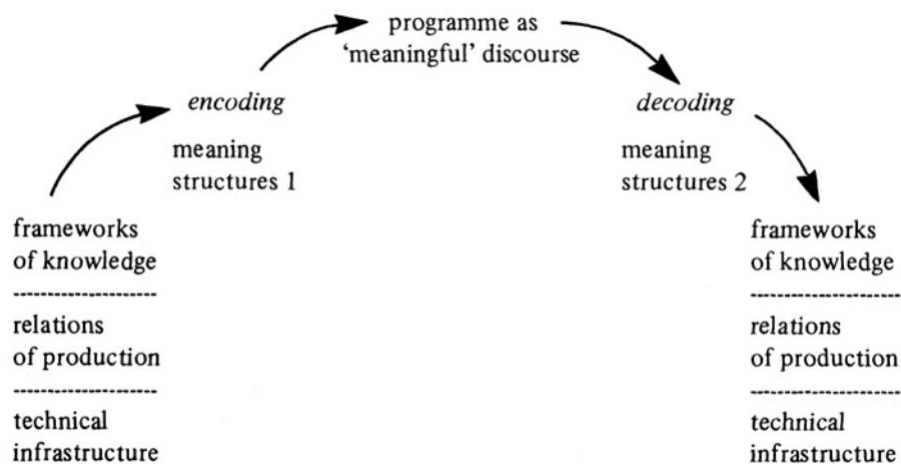 programme as
‘meaningful’ discourse
encoding
meaning
structures 1
decoding
meaning
structures 2
frameworks
of knowledge
relations
of production
technical
infrastructure
frameworks
of knowledge
relations
of production
technical
infrastructure